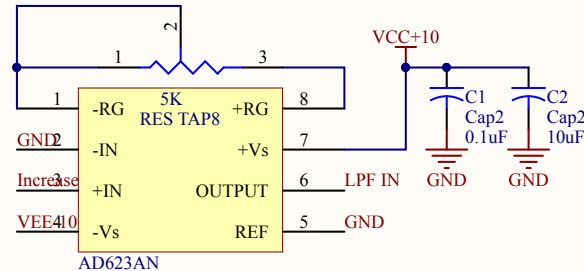 2
VCC+10
1
3
1
5K
8
-RG
+RG
RES TAP8
C1
Cap2
0.1uF
C2
Cap2
10uF
GND
2
-IN
+Vs
7
Increase
3
+IN
OUTPUT
6
LPF IN
GND
GND
4
-Vs
REF
5
GND
AD623AN